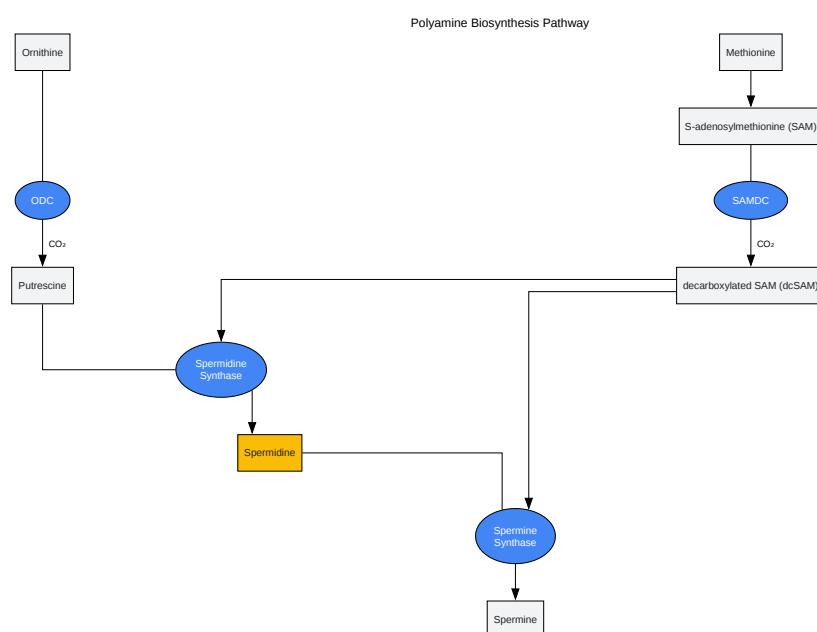 Polyamine Biosynthesis Pathway
Ornithine
Methionine
S-adenosylmethionine (SAM)
ODC
SAMDC
CO₂
CO₂
Putrescine
decarboxylated SAM (dcSAM)
Spermidine
Synthase
Spermidine
Spermine
Synthase
Spermine